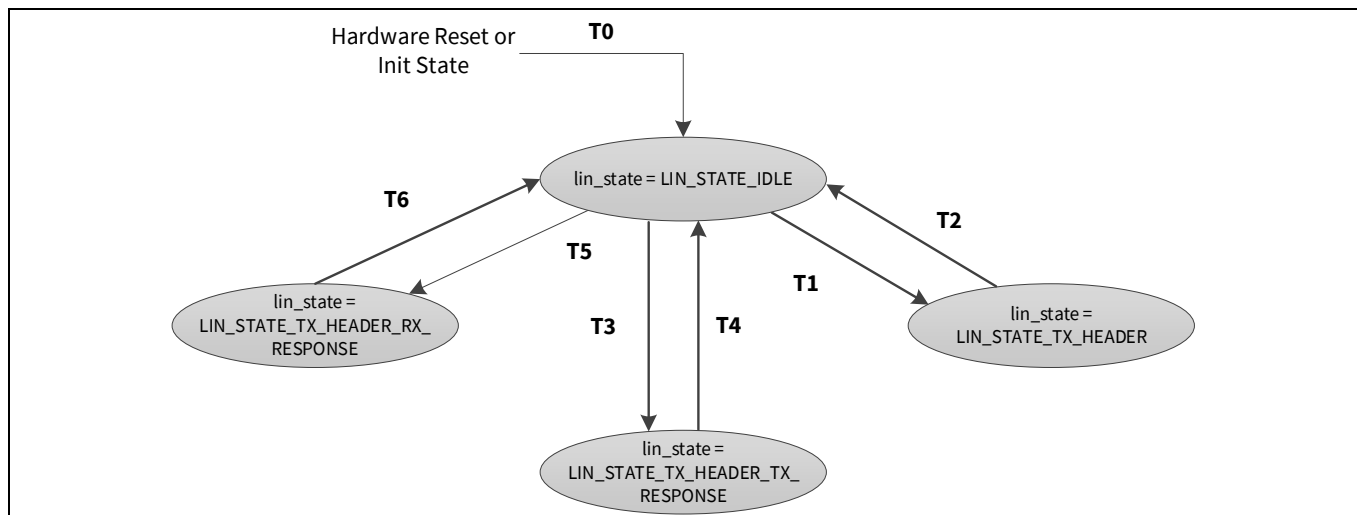 Hardware Reset or
Init State
T0
lin_state = LIN_STATE_IDLE
T6
T2
T5
T1
lin_state =
LIN_STATE_TX_HEADER_RX_
RESPONSE
T3
T4
lin_state =
LIN_STATE_TX_HEADER
lin_state =
LIN_STATE_TX_HEADER_TX_
RESPONSE